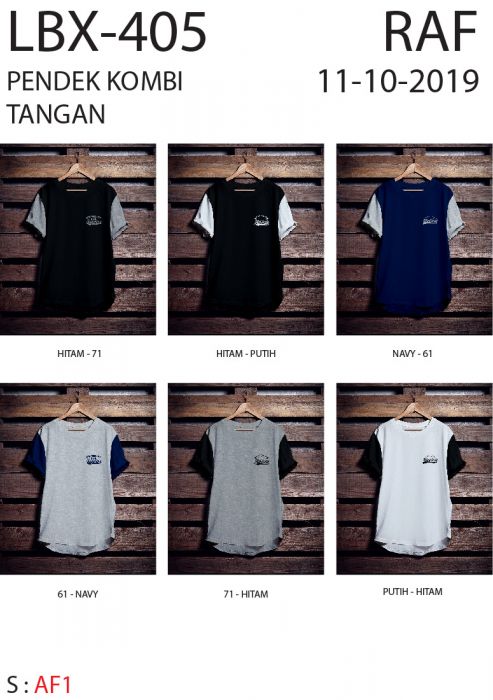 LBX-405
RAF
PENDEK KOMBI
TANGAN
11-10-2019
HITAM - 71
HITAM - PUTIH
NAVY - 61
61 - NAVY
71 - HITAM
PUTIH - HITAM
S : AF1